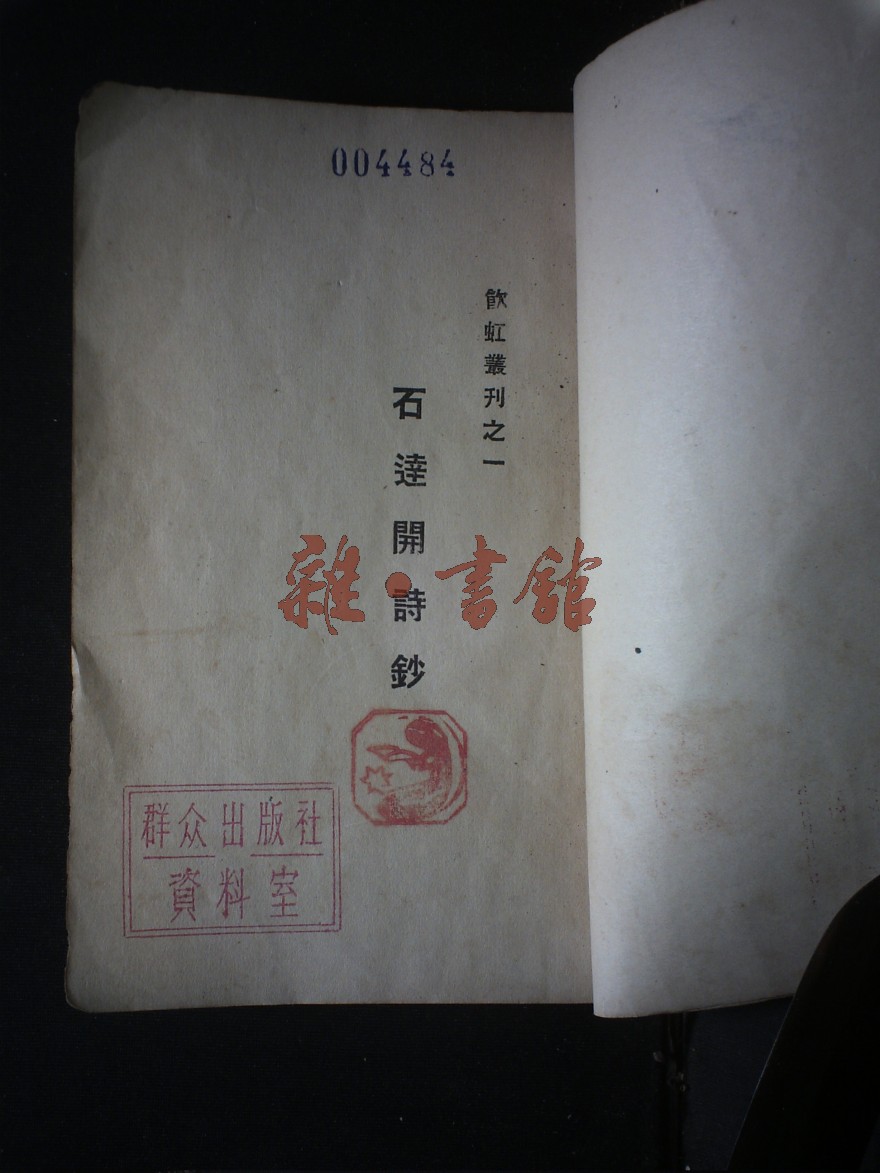 004484
飮虹叢刊之一
石達開詩鈔
雜·書館
群众出版社
資料室